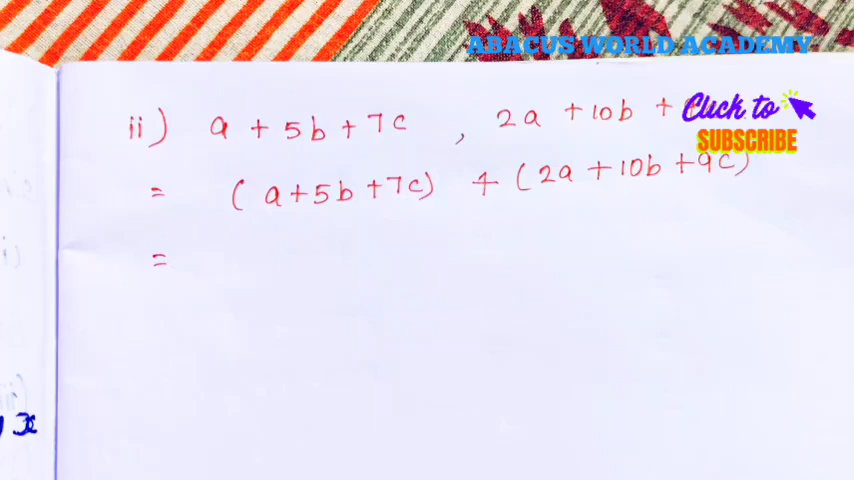 ABACUS WORLD ACADEMY
ii) a + 5b + 7c , 2a + 10b +
Click to
SUBSCRIBE
= (a+5b+7c) + (2a+10b+9c)
=
x